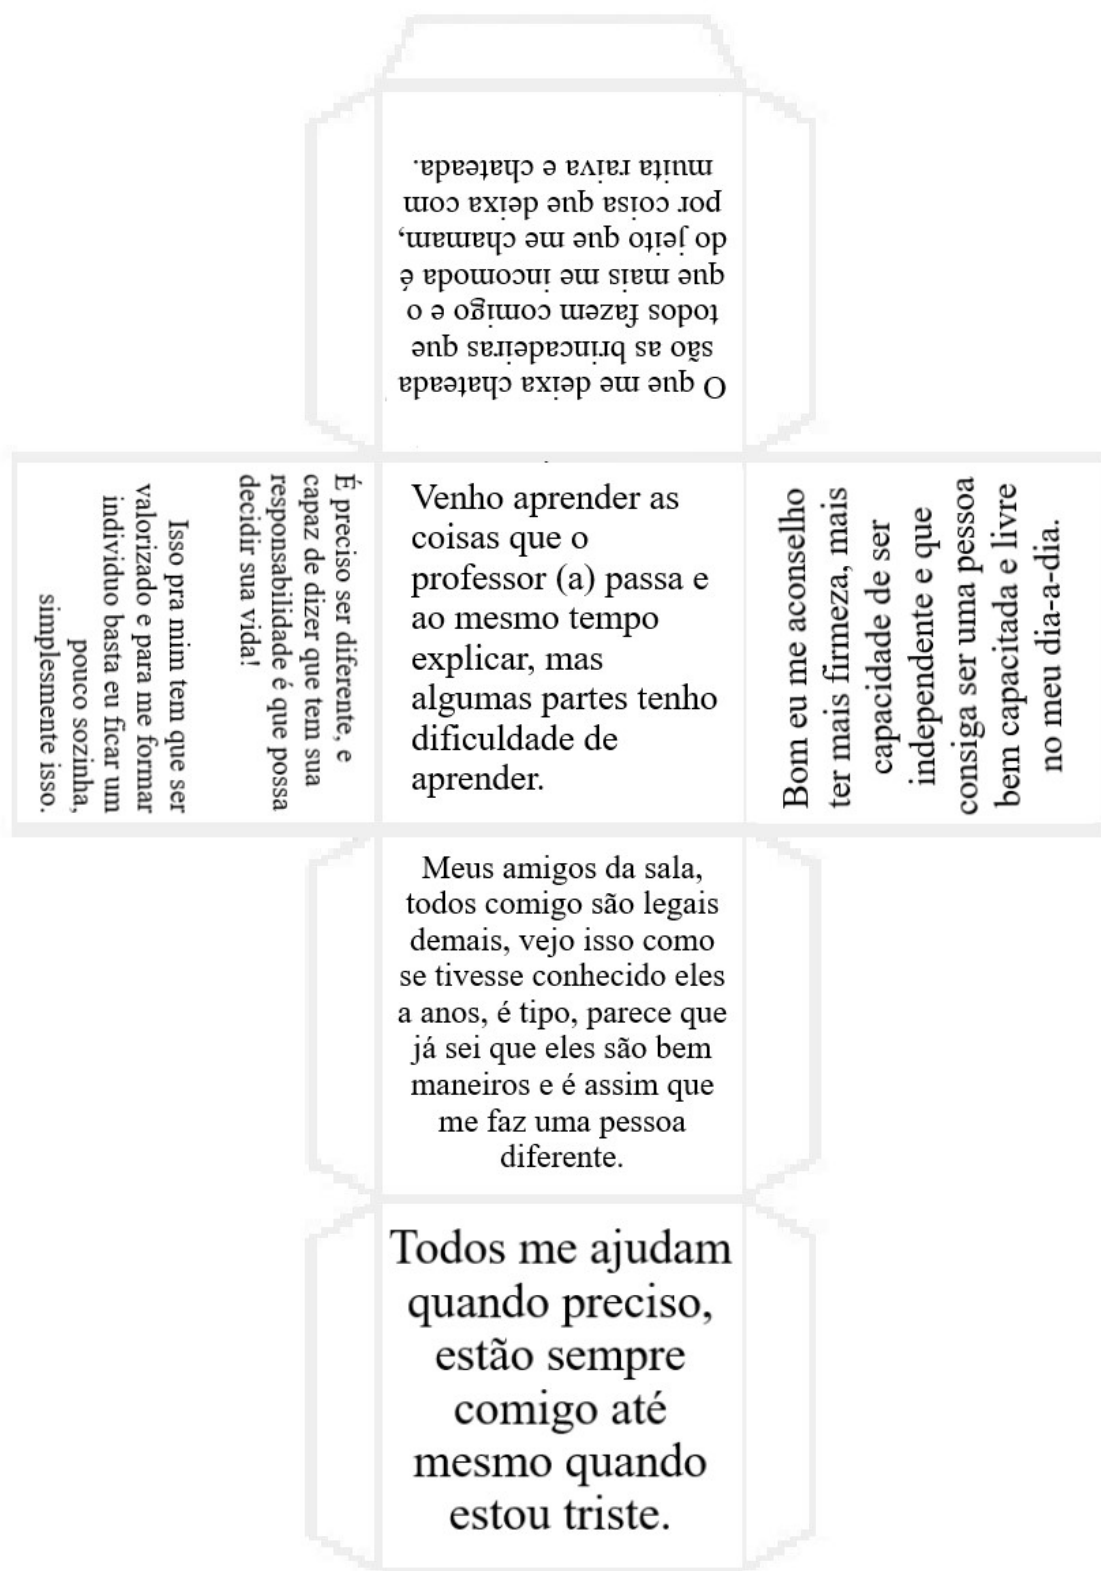 O que me deixa chateada
são as brincadeiras que
todos fazem comigo e o
que mais me incomoda é
do jeito que me chamam,
por coisa que deixa com
muita raiva e chateada.
É preciso ser diferente, e
capaz de dizer que tem sua
responsabilidade é que possa
decidir sua vida!
Isso pra mim tem que ser
valorizado e para me formar
individuo basta eu ficar um
pouco sozinha,
simplesmente isso.
Venho aprender as
coisas que o
professor (a) passa e
ao mesmo tempo
explicar, mas
algumas partes tenho
dificuldade de
aprender.
Bom eu me aconselho
ter mais firmeza, mais
capacidade de ser
independente e que
consiga ser uma pessoa
bem capacitada e livre
no meu dia-a-dia.
Meus amigos da sala,
todos comigo são legais
demais, vejo isso como
se tivesse conhecido eles
a anos, é tipo, parece que
já sei que eles são bem
maneiros e é assim que
me faz uma pessoa
diferente.
Todos me ajudam
quando preciso,
estão sempre
comigo até
mesmo quando
estou triste.